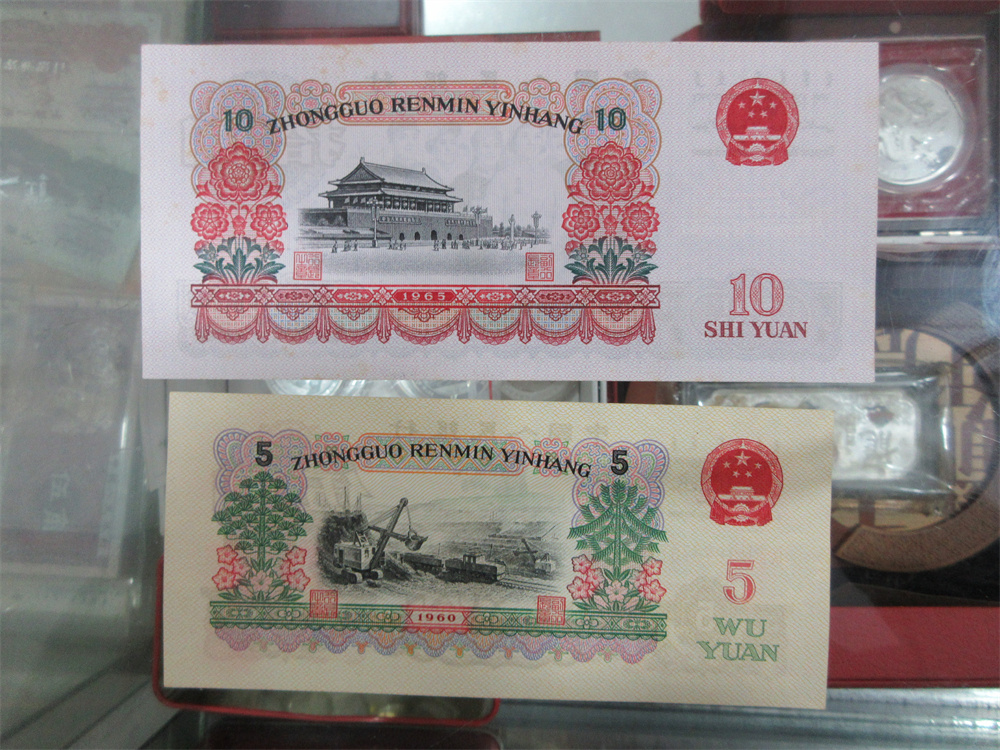 10 ZHONGGUO RENMIN YINHANG 10
1965
10
SHI YUAN
5 ZHONGGUO RENMIN YINHANG 5
1960
5
WU
YUAN